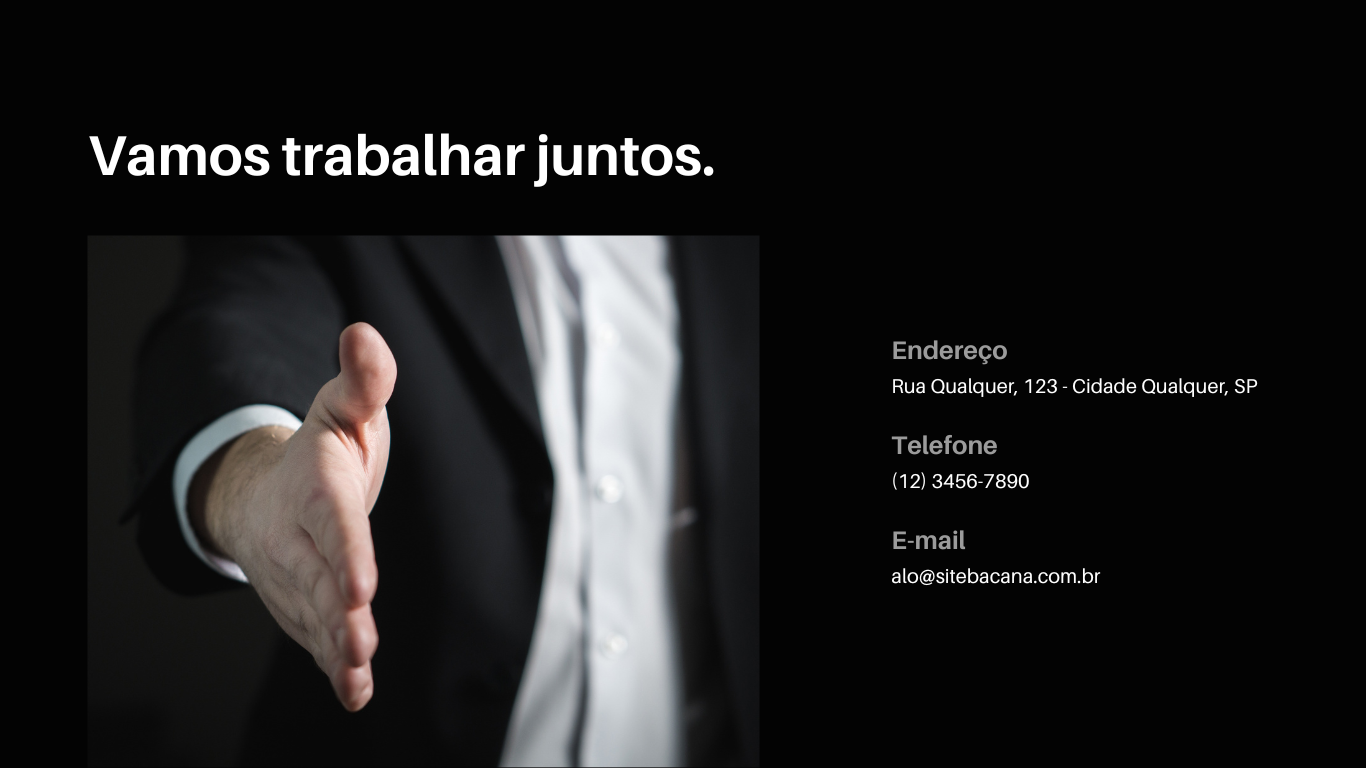 Vamos trabalhar juntos.
Endereço
Rua Qualquer, 123 - Cidade Qualquer, SP
Telefone
(12) 3456-7890
E-mail
alo@sitebacana.com.br